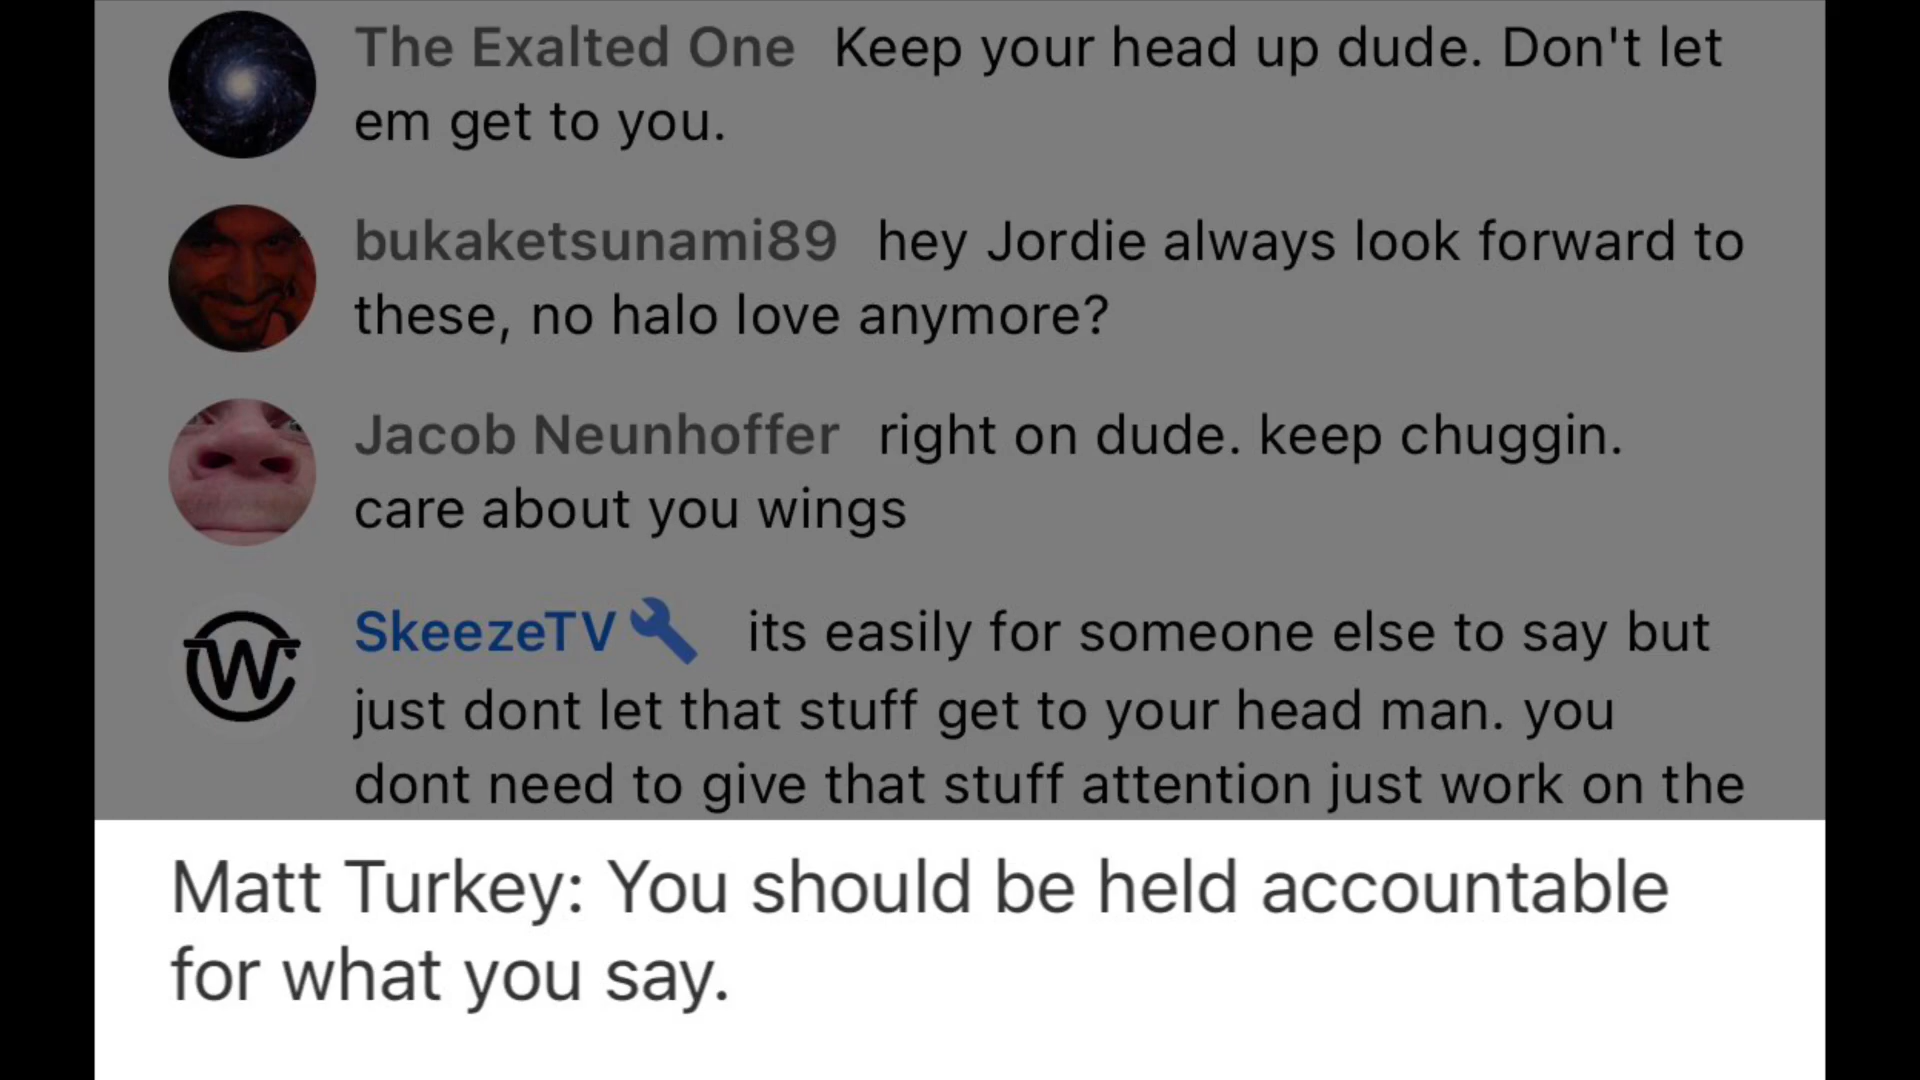 The Exalted One Keep your head up dude. Don't let
em get to you.
bukaketsunami89 hey Jordie always look forward to
these, no halo love anymore?
Jacob Neunhoffer right on dude. keep chuggin.
care about you wings
SkeezeTV its easily for someone else to say but
just dont let that stuff get to your head man. you
dont need to give that stuff attention just work on the
Matt Turkey: You should be held accountable
for what you say.